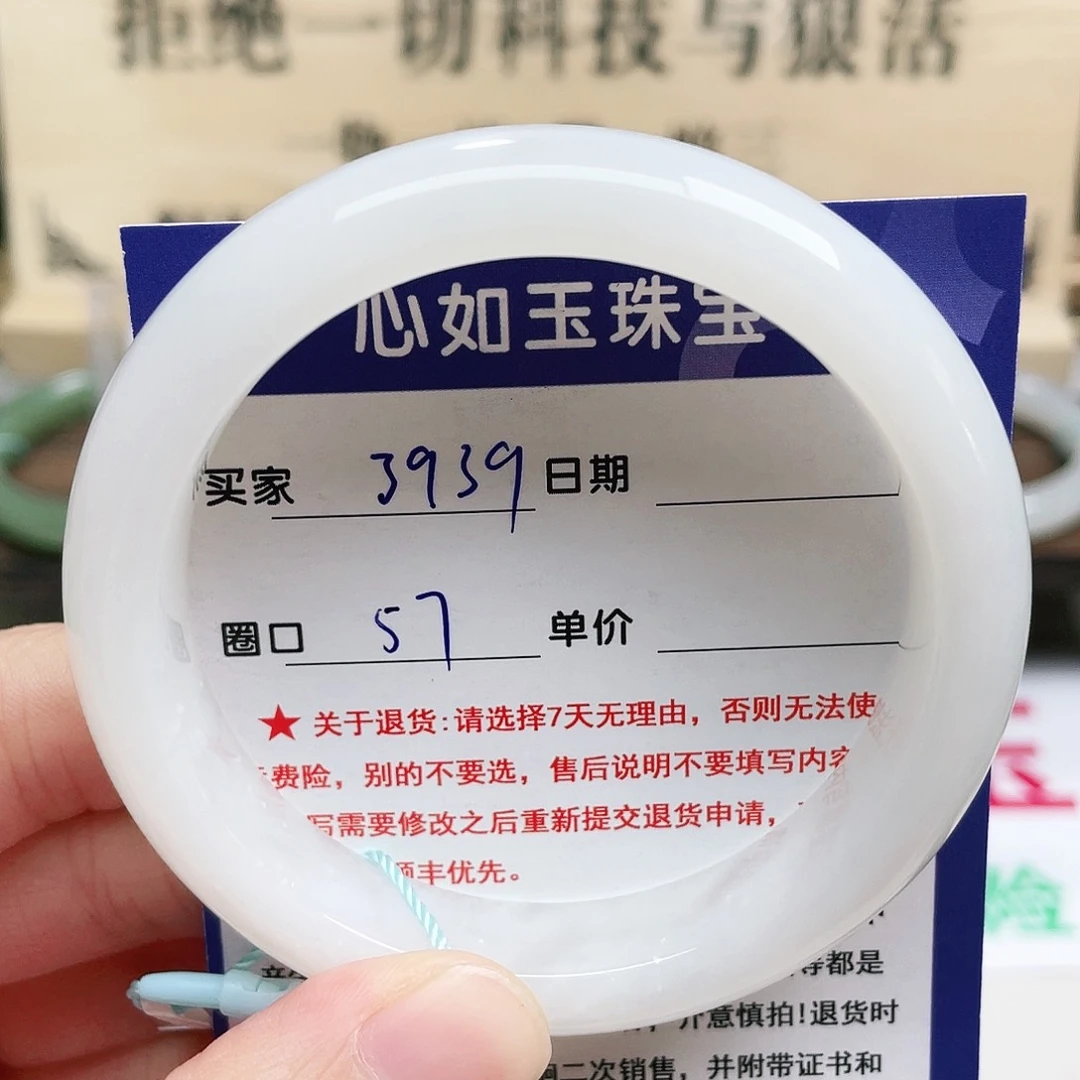 拒绝一切科技与狠活
心如玉珠宝
买家 3939 日期
圈口 57 单价
★ 关于退货:请选择7天无理由，否则无法使
费险，别的不要选，售后说明不要填写内容
写需要修改之后重新提交退货申请，
顺丰优先。
等都是
介意慎拍!退货时
二次销售，并附带证书和
险